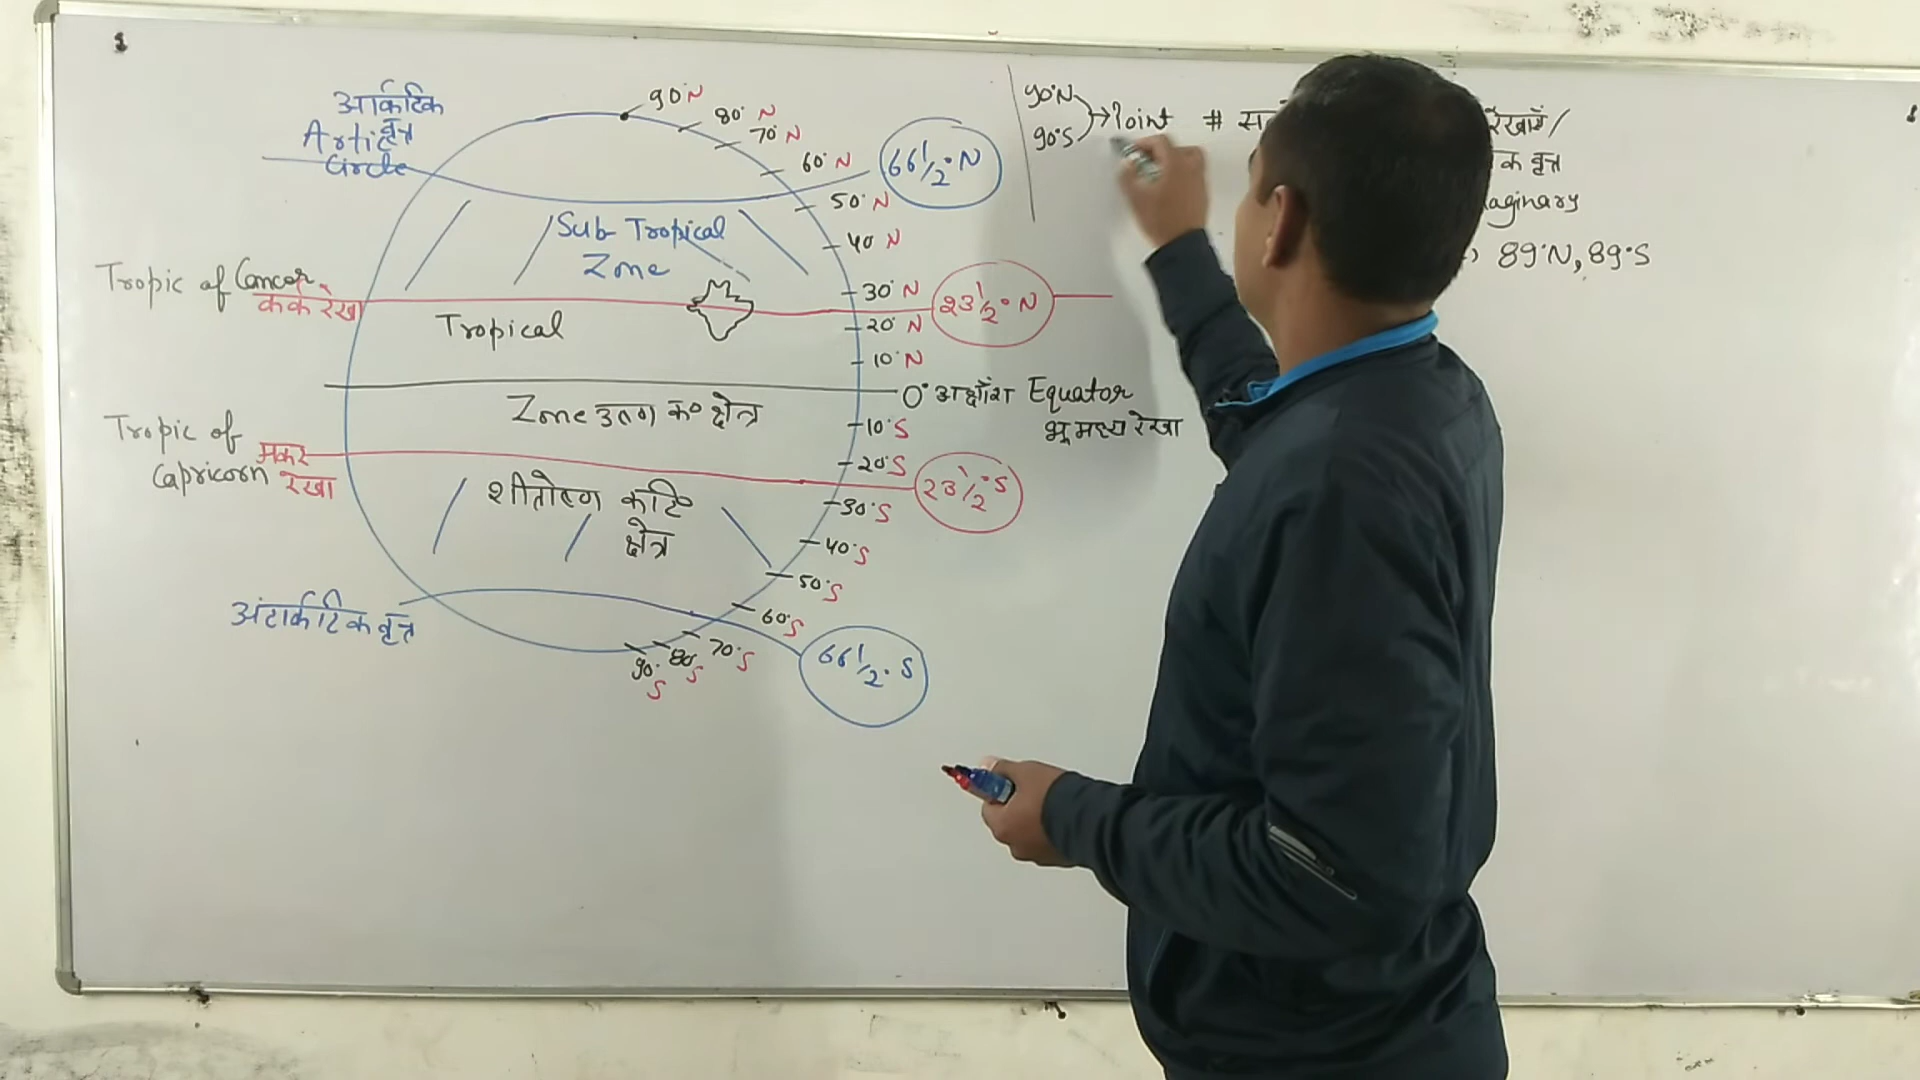 आर्कटिक
वृत्त
Artic
Circle
90°N
80° N
70° N
60° N
66 1/2° N
50° N
40 N
Sub-Tropical
Zone
30° N
Tropic of Cancer
कर्क रेखा
23 1/2° N
20° N
Tropical
10° N
0° अक्षांश Equator
भूमध्य रेखा
Zone उष्ण क० क्षेत्र
10°S
Tropic of
Capricorn
मकर
रेखा
20°S
23 1/2° S
30°S
शीतोष्ण कटि०
क्षेत्र
40°S
50°S
60°S
अंटार्कटिक वृत्त
70°S
80°
S
90°
S
66 1/2° S
90°N
90°S
→Point
#
रेखायें/
वृत्त
89°N, 89°S